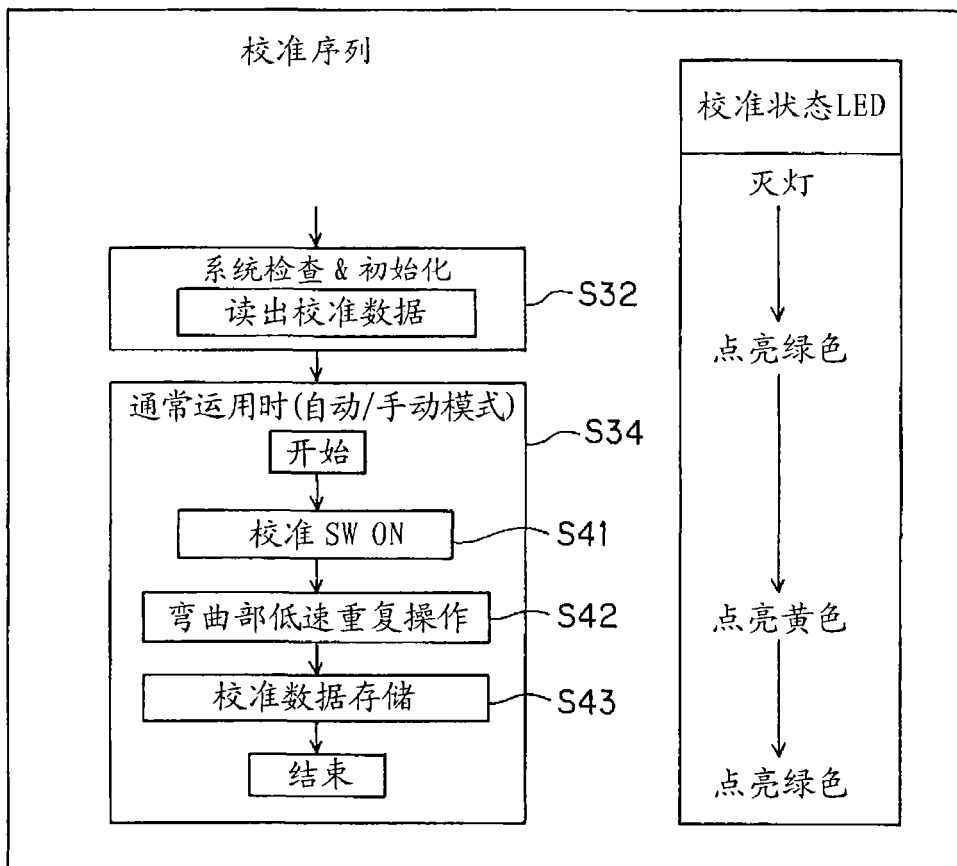 校准序列
系统检查 & 初始化
读出校准数据
S32
通常运用时(自动/手动模式)
S34
开始
校准 SW ON
S41
弯曲部低速重复操作
S42
校准数据存储
S43
结束
校准状态LED
灭灯
点亮绿色
点亮黄色
点亮绿色